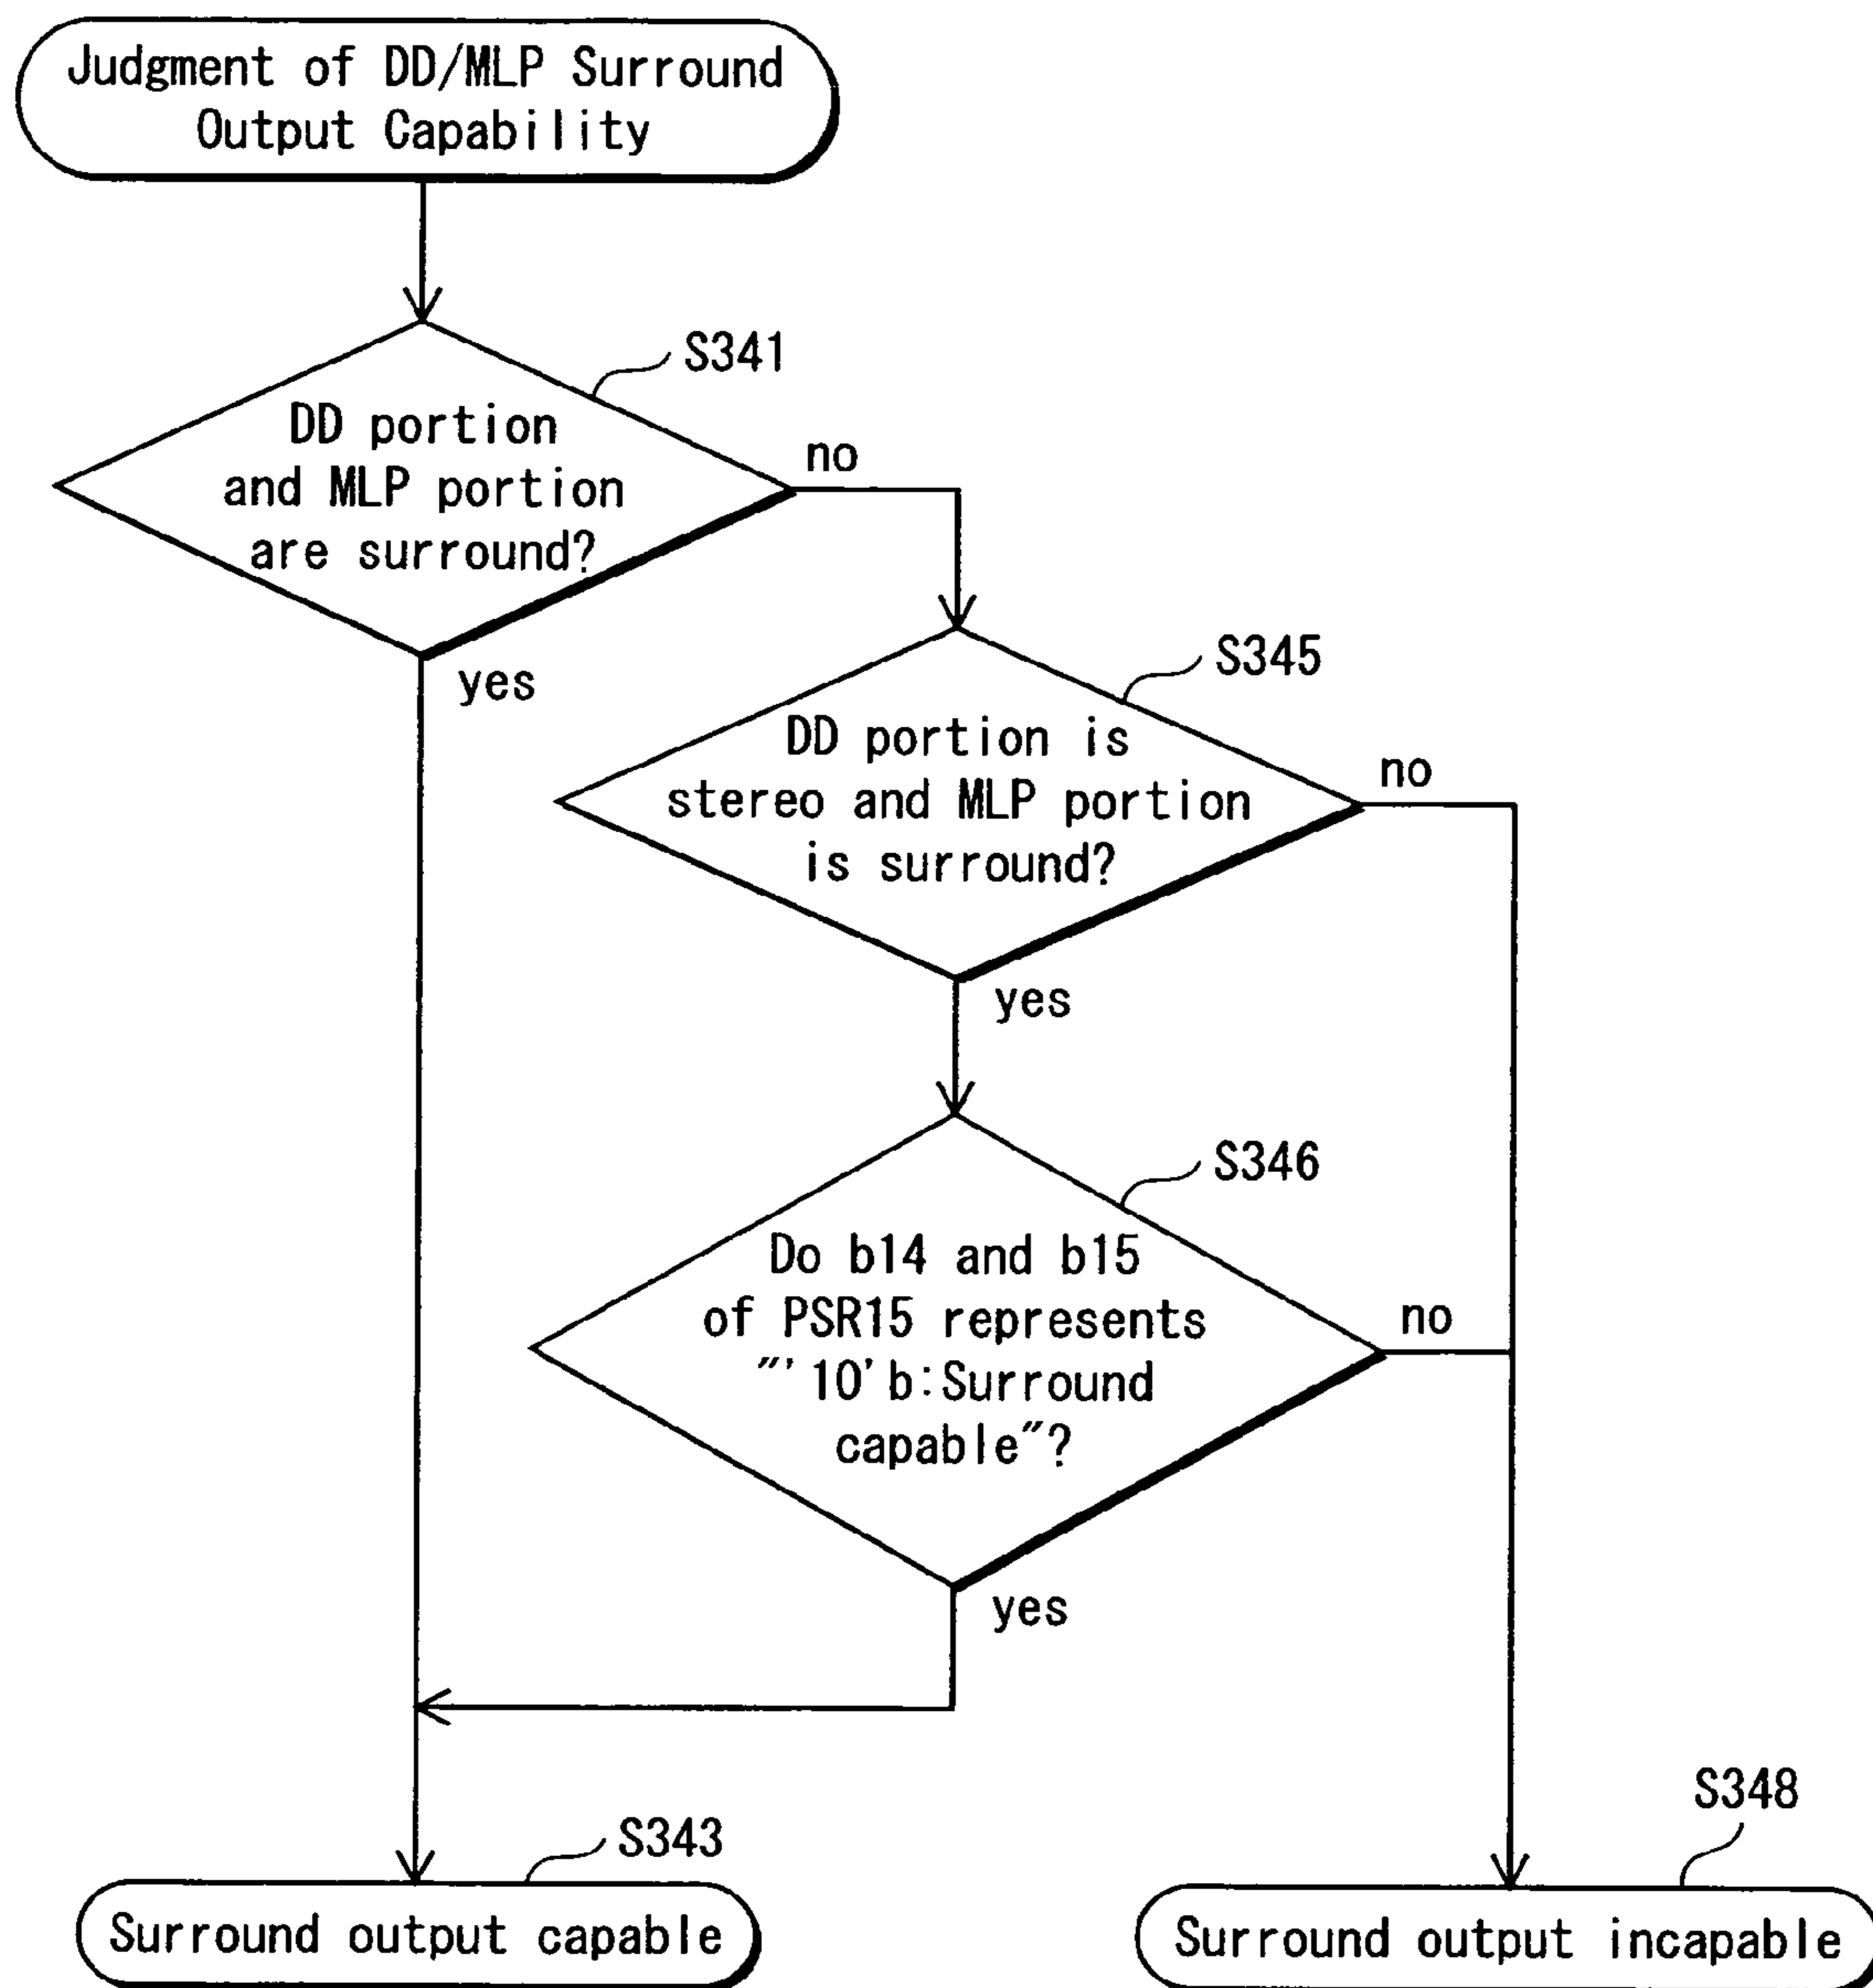 Judgment of DD/MLP Surround
Output Capability
S341
DD portion
and MLP portion
are surround?
no
yes
S345
DD portion is
stereo and MLP portion
is surround?
no
yes
S346
Do b14 and b15
of PSR15 represents
"'10'b:Surround
capable"?
no
yes
S343
Surround output capable
S348
Surround output incapable